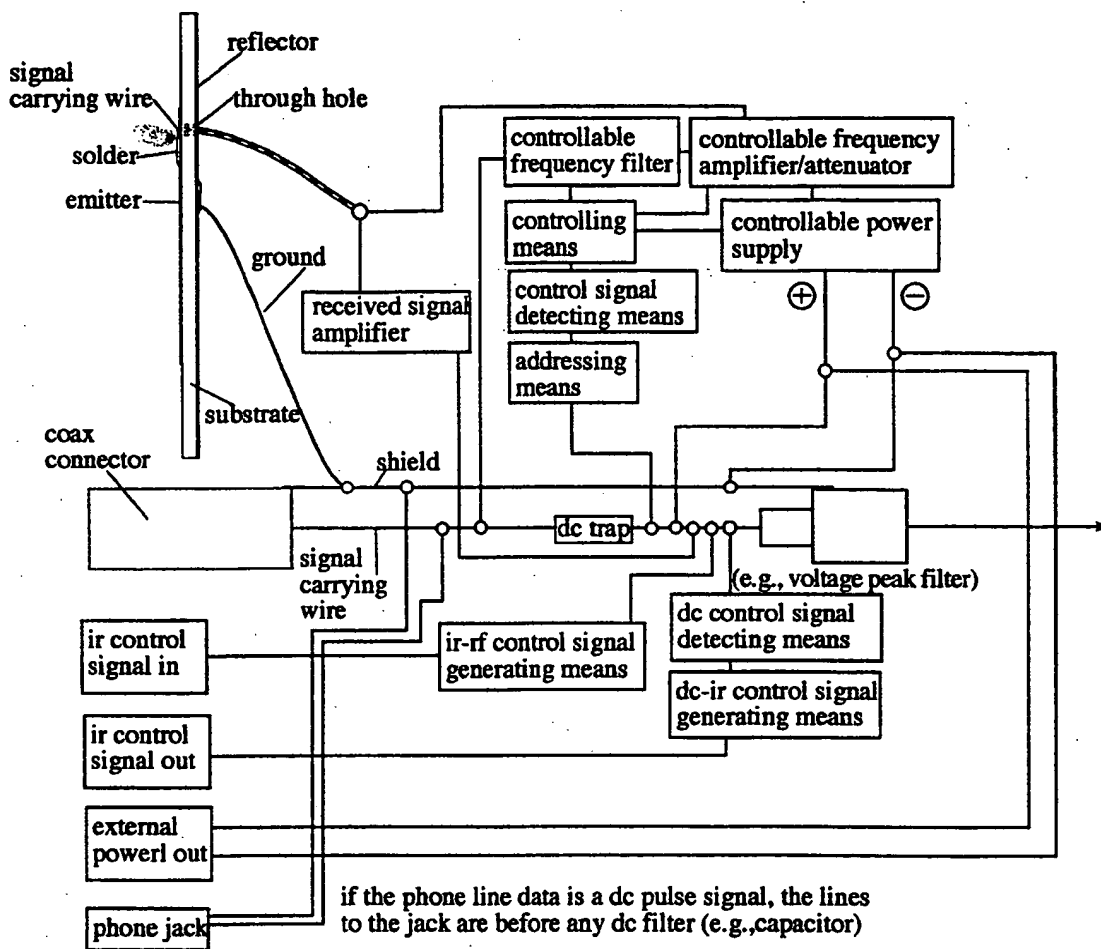 reflector
signal
carrying wire
through hole
solder
emitter
ground
substrate
controllable
frequency filter
controllable frequency
amplifier/attenuator
controlling
means
controllable power
supply
+
−
control signal
detecting means
received signal
amplifier
addressing
means
coax
connector
shield
dc trap
signal
carrying
wire
(e.g., voltage peak filter)
ir control
signal in
ir-rf control signal
generating means
dc control signal
detecting means
dc-ir control signal
generating means
ir control
signal out
external
powerl out
phone jack
if the phone line data is a dc pulse signal, the lines
to the jack are before any dc filter (e.g.,capacitor)